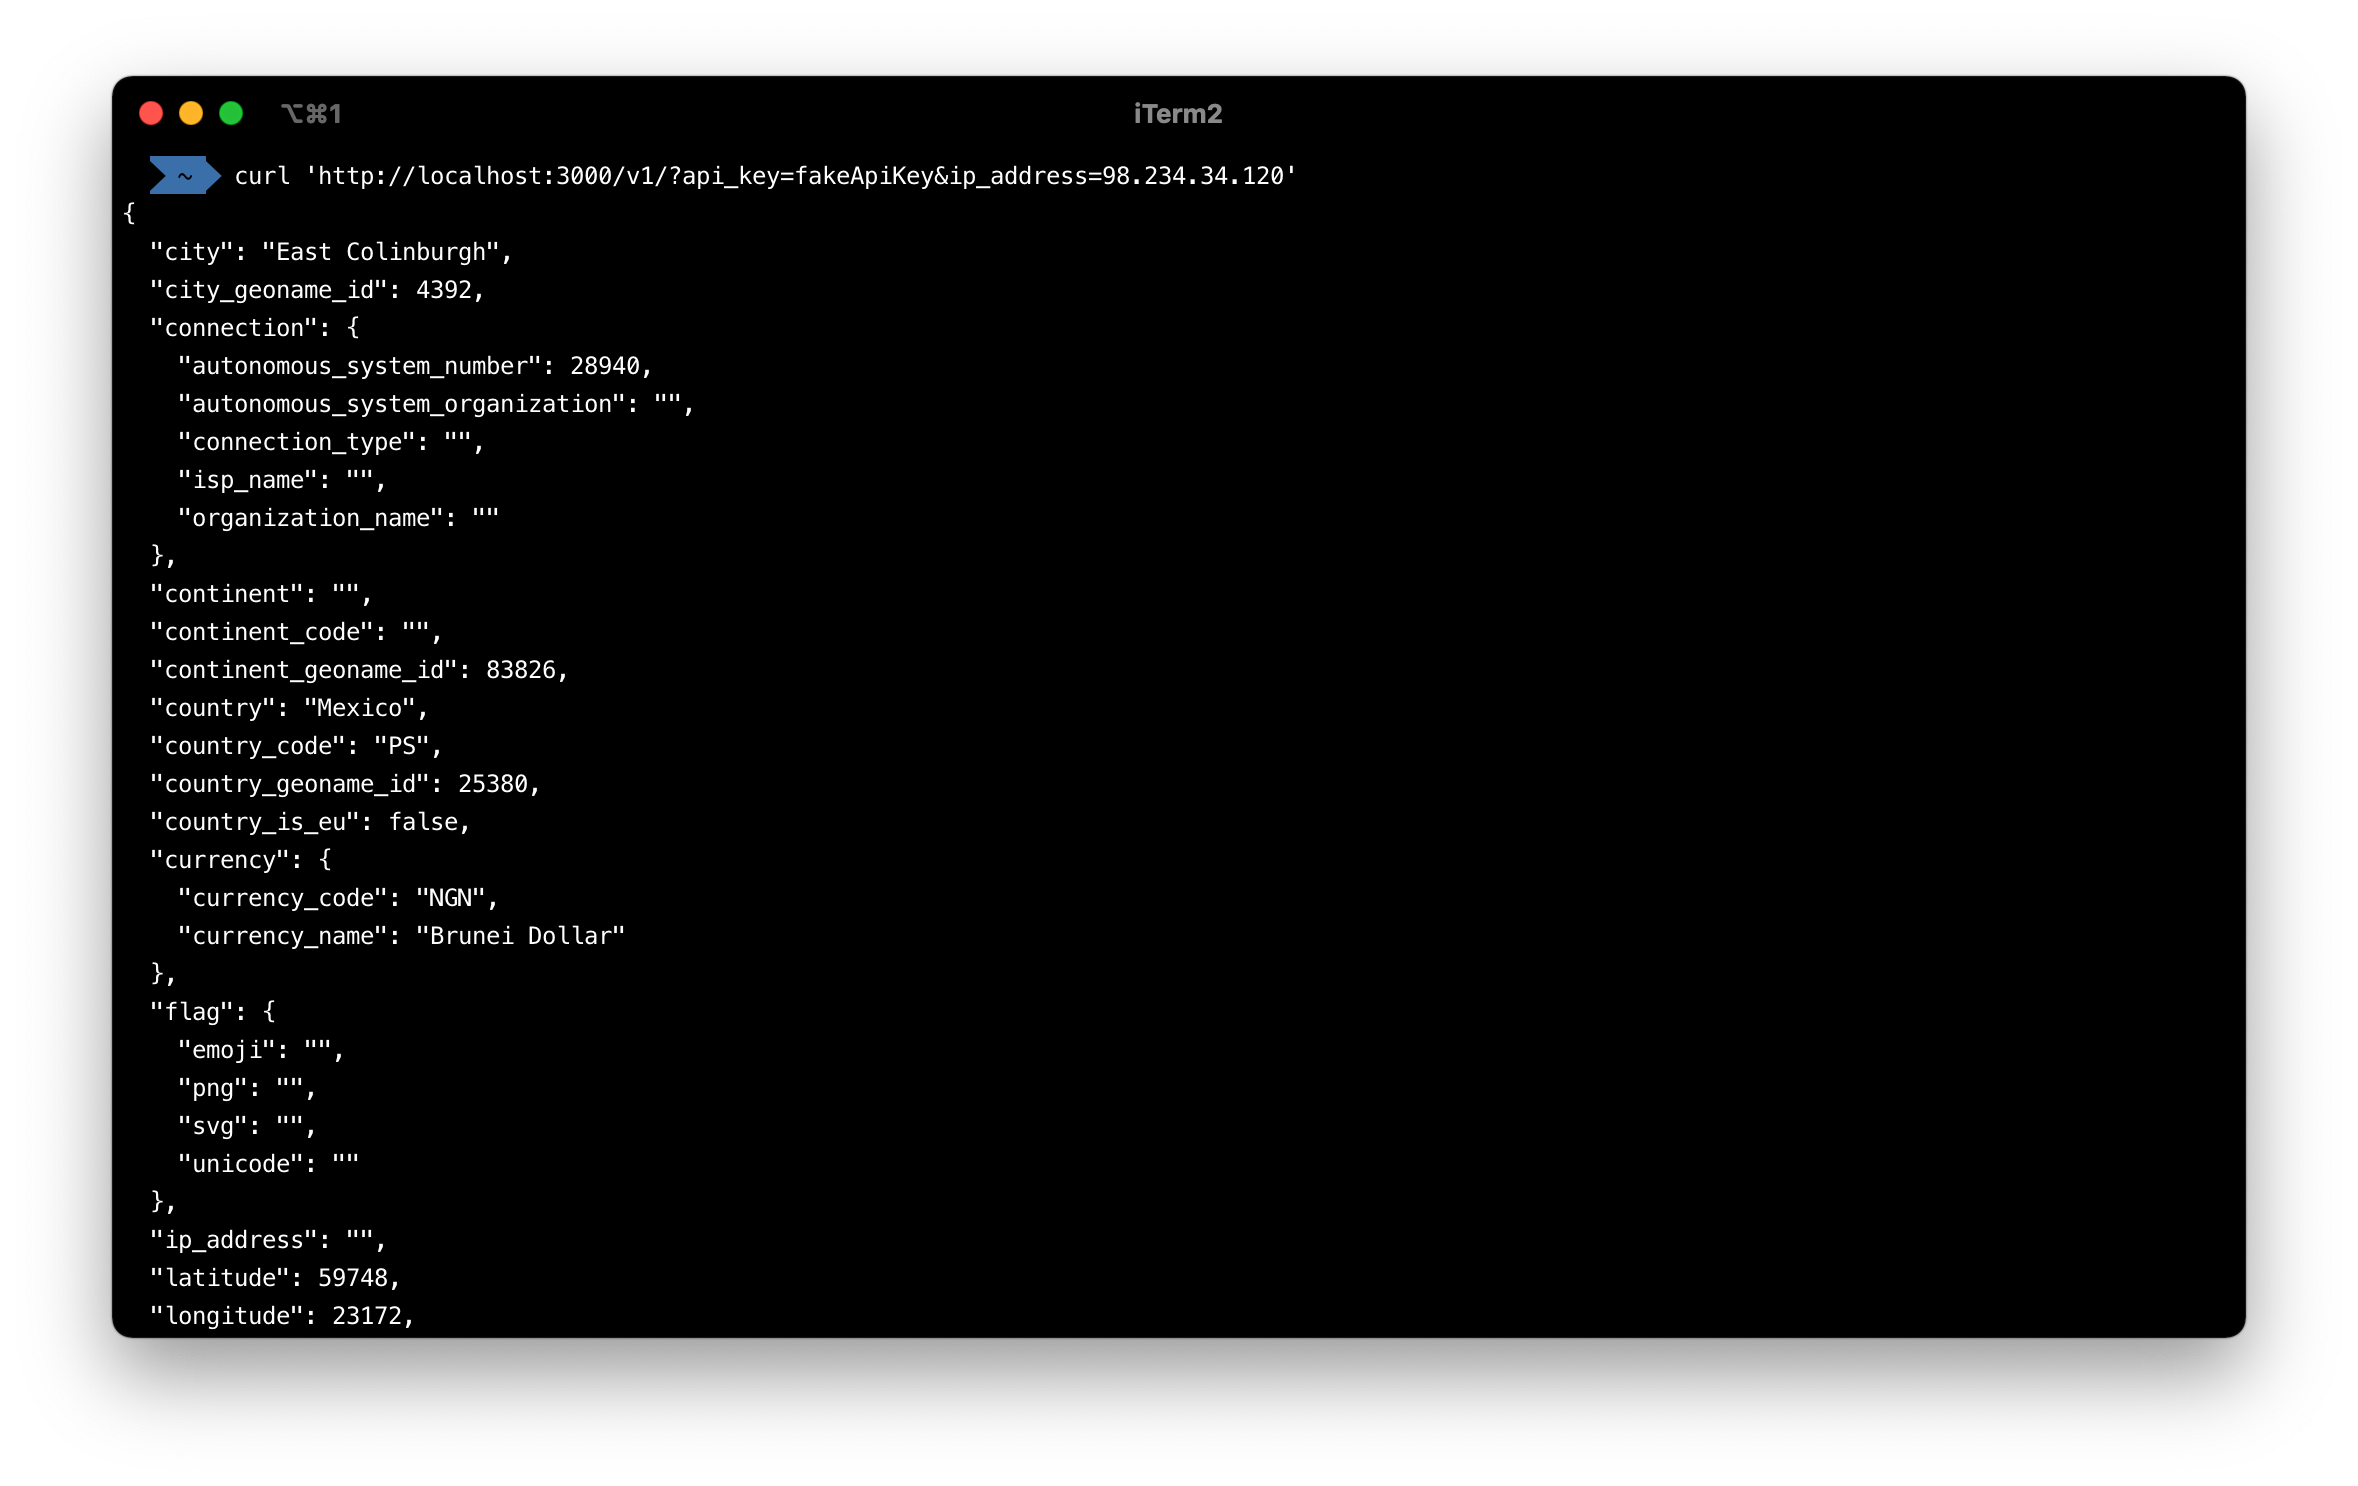 ⌥⌘1
iTerm2
~ curl 'http://localhost:3000/v1/?api_key=fakeApiKey&ip_address=98.234.34.120'
{
  "city": "East Colinburgh",
  "city_geoname_id": 4392,
  "connection": {
    "autonomous_system_number": 28940,
    "autonomous_system_organization": "",
    "connection_type": "",
    "isp_name": "",
    "organization_name": ""
  },
  "continent": "",
  "continent_code": "",
  "continent_geoname_id": 83826,
  "country": "Mexico",
  "country_code": "PS",
  "country_geoname_id": 25380,
  "country_is_eu": false,
  "currency": {
    "currency_code": "NGN",
    "currency_name": "Brunei Dollar"
  },
  "flag": {
    "emoji": "",
    "png": "",
    "svg": "",
    "unicode": ""
  },
  "ip_address": "",
  "latitude": 59748,
  "longitude": 23172,